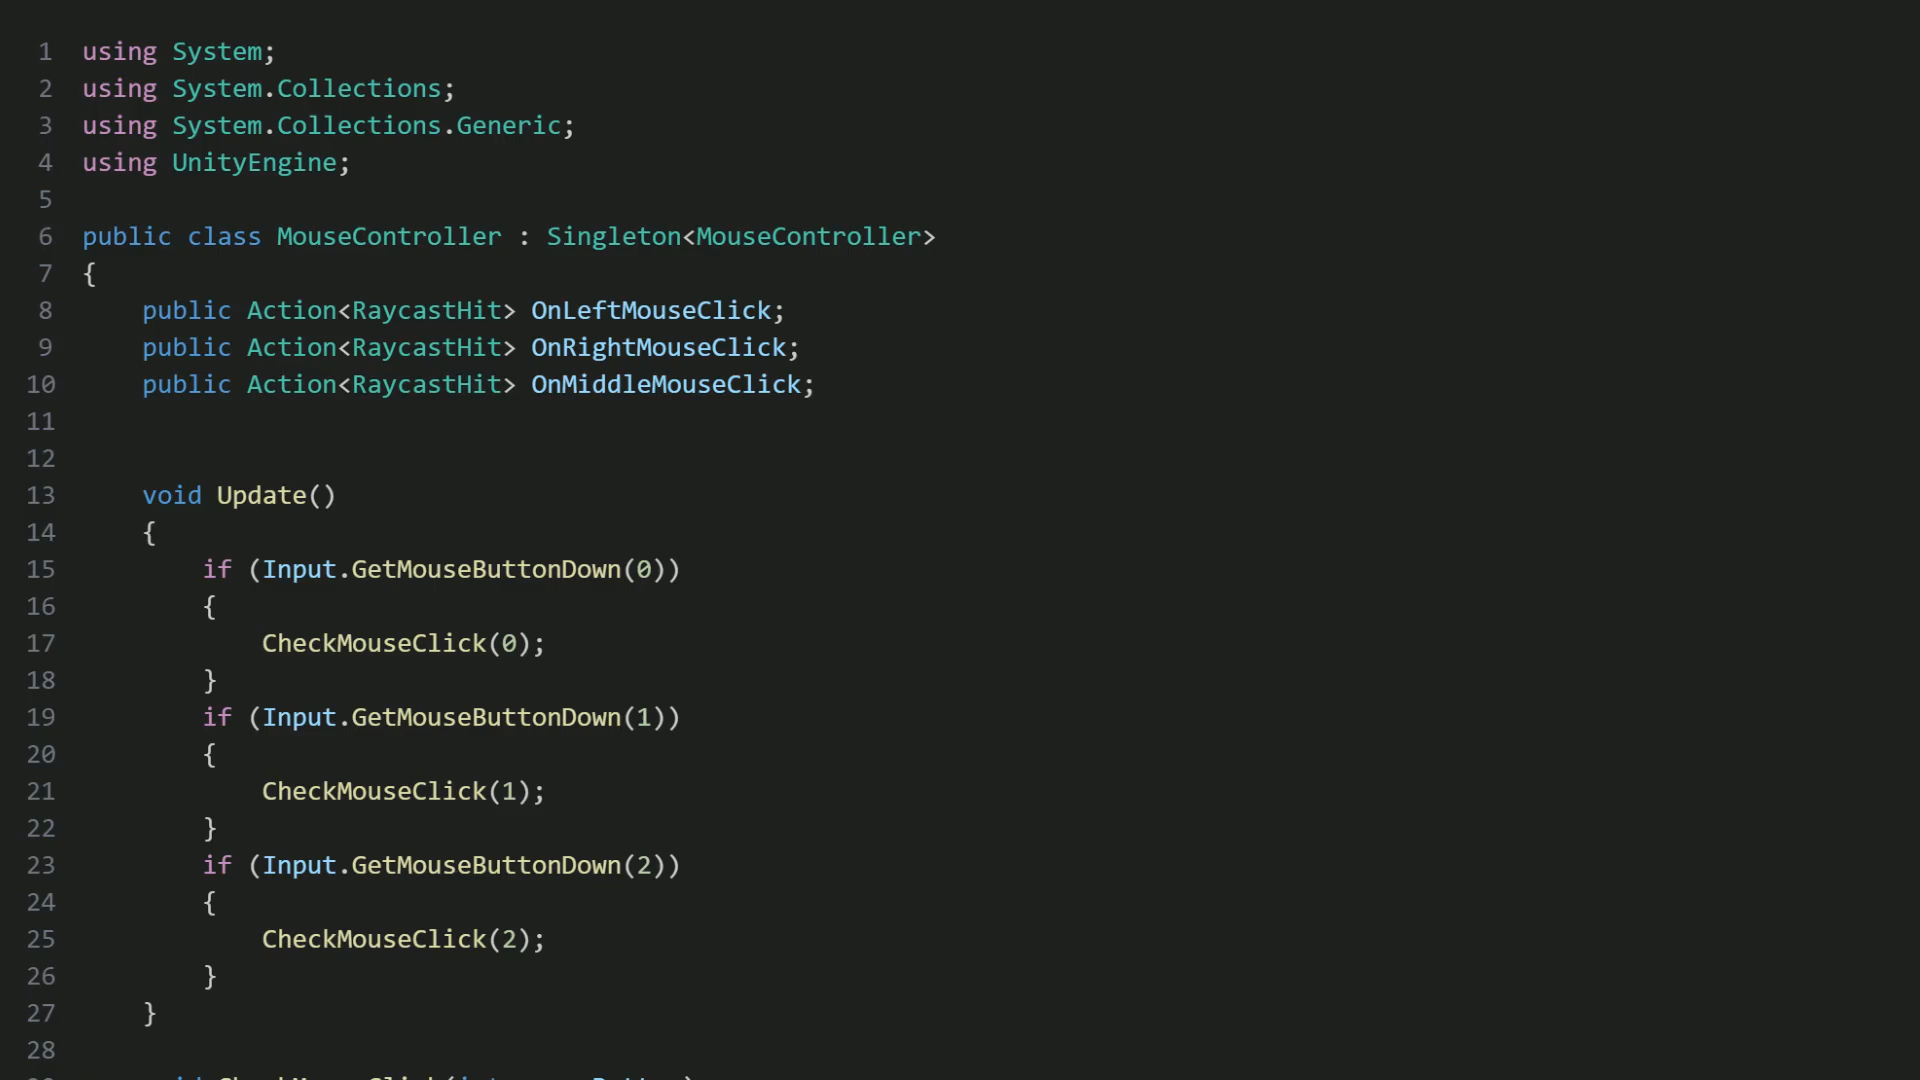 1 using System;
2 using System.Collections;
3 using System.Collections.Generic;
4 using UnityEngine;
5
6 public class MouseController : Singleton<MouseController>
7 {
8     public Action<RaycastHit> OnLeftMouseClick;
9     public Action<RaycastHit> OnRightMouseClick;
10     public Action<RaycastHit> OnMiddleMouseClick;
11
12
13     void Update()
14     {
15         if (Input.GetMouseButtonDown(0))
16         {
17             CheckMouseClick(0);
18         }
19         if (Input.GetMouseButtonDown(1))
20         {
21             CheckMouseClick(1);
22         }
23         if (Input.GetMouseButtonDown(2))
24         {
25             CheckMouseClick(2);
26         }
27     }
28